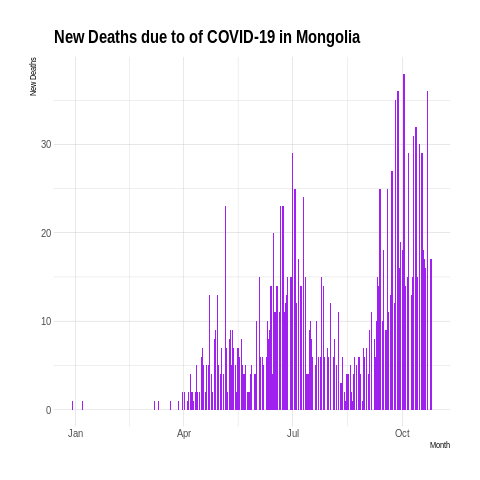 New Deaths due to of COVID-19 in Mongolia
New Deaths
30
20
10
0
Jan Apr Jul Oct
Month